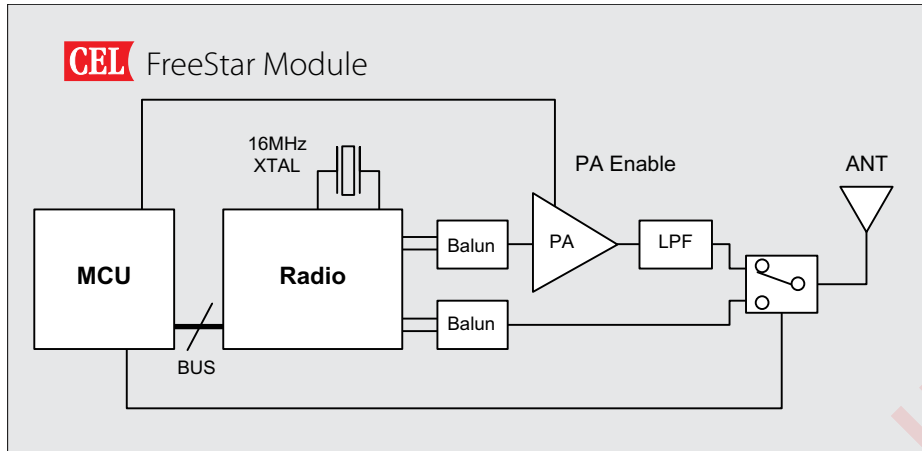 CEL FreeStar Module
16MHz
XTAL
PA Enable
ANT
MCU
Radio
Balun
PA
LPF
Balun
BUS